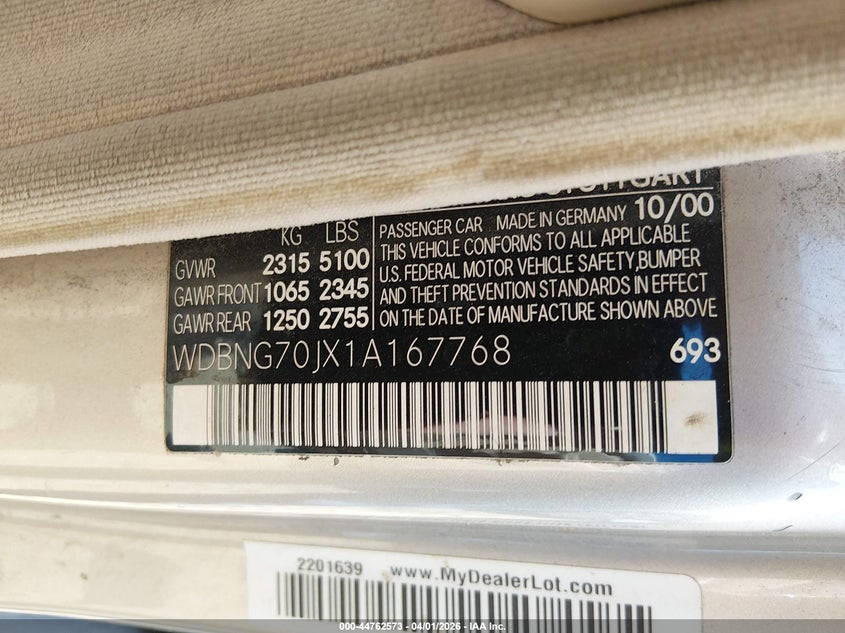 STUTTGART
KG LBS
GVWR 2315 5100
GAWR FRONT 1065 2345
GAWR REAR 1250 2755
PASSENGER CAR MADE IN GERMANY 10/00
THIS VEHICLE CONFORMS TO ALL APPLICABLE
U.S. FEDERAL MOTOR VEHICLE SAFETY, BUMPER
AND THEFT PREVENTION STANDARDS IN EFFECT
ON THE DATE OF MANUFACTURE SHOWN ABOVE
WDBNG70JX1A167768 693
2201639 www.MyDealerLot.com
000-44762573 - 04/01/2026 - IAA Inc.